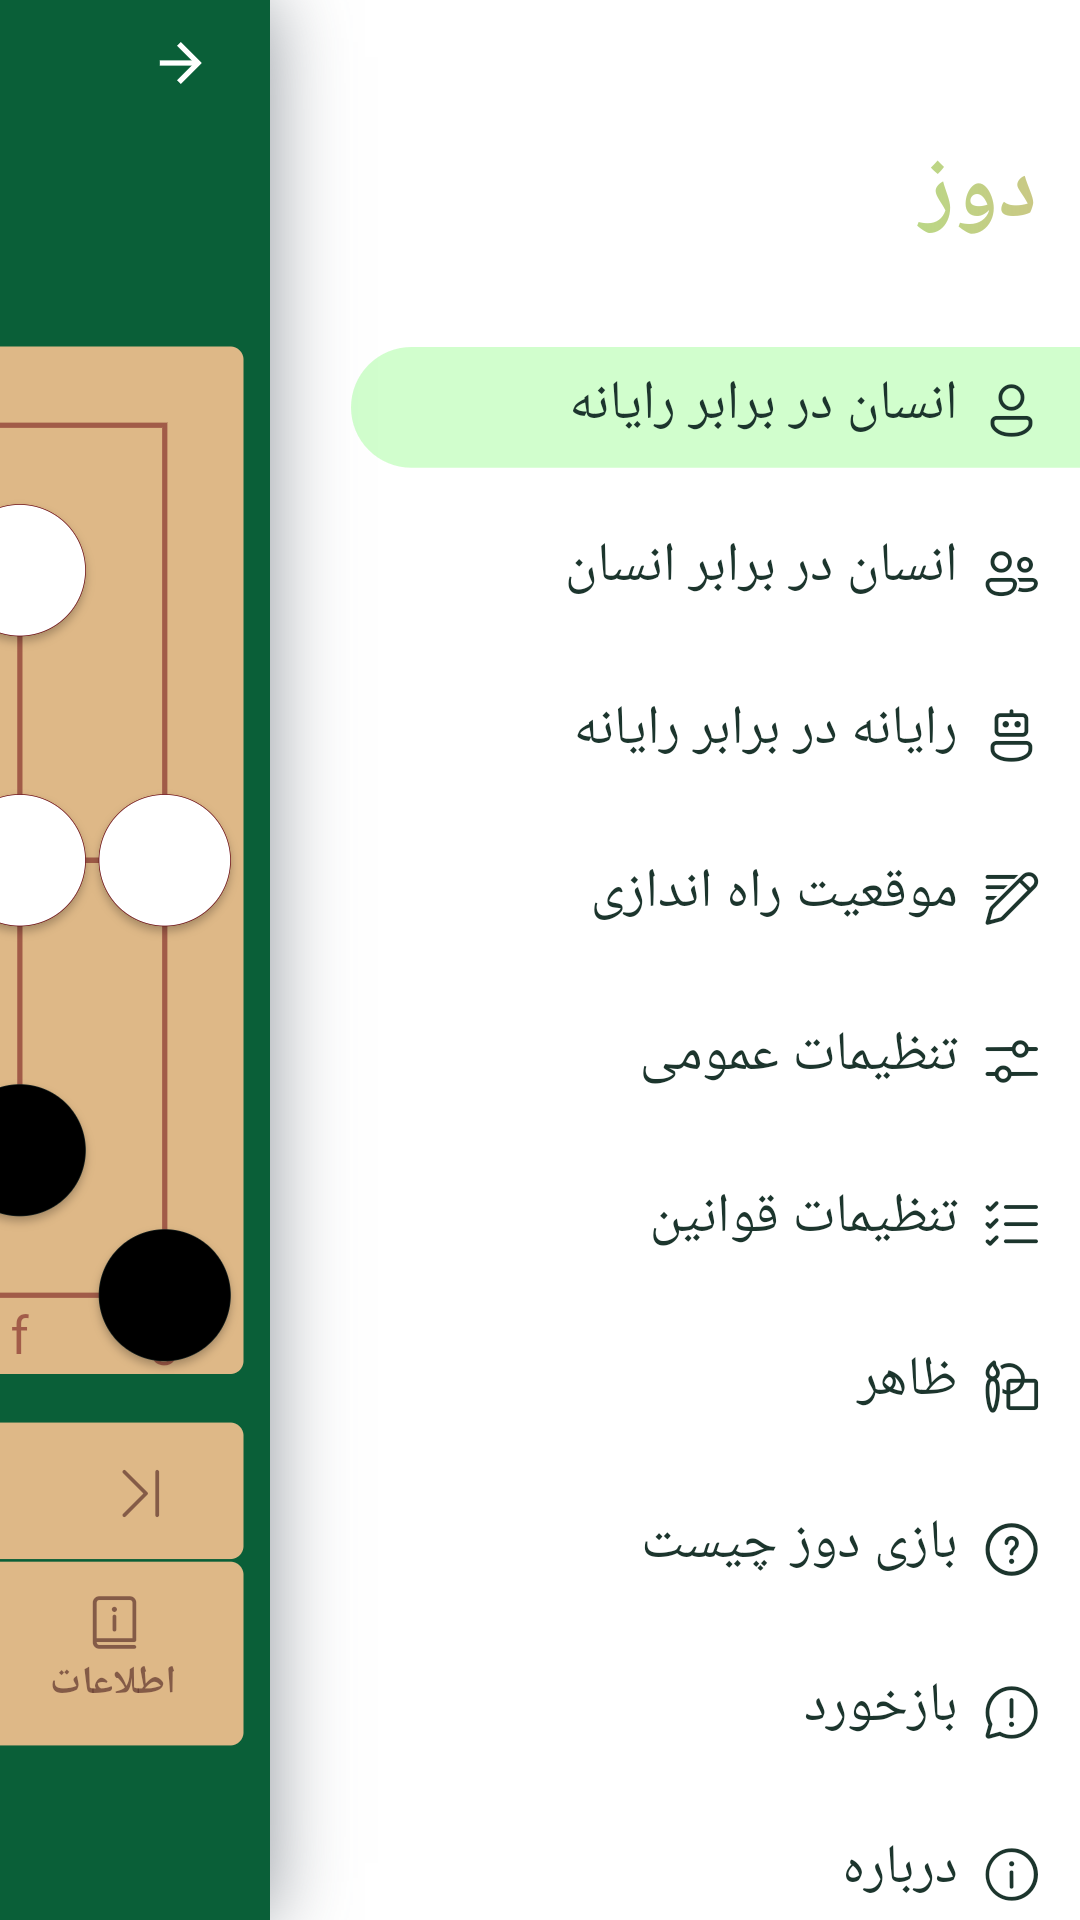 دوز
انسان در برابر رایانه
انسان در برابر انسان
رایانه در برابر رایانه
موقعیت راه اندازی
تنظیمات عمومی
تنظیمات قوانین
ظاهر
بازی دوز چیست
بازخورد
درباره
f
اطلاعات